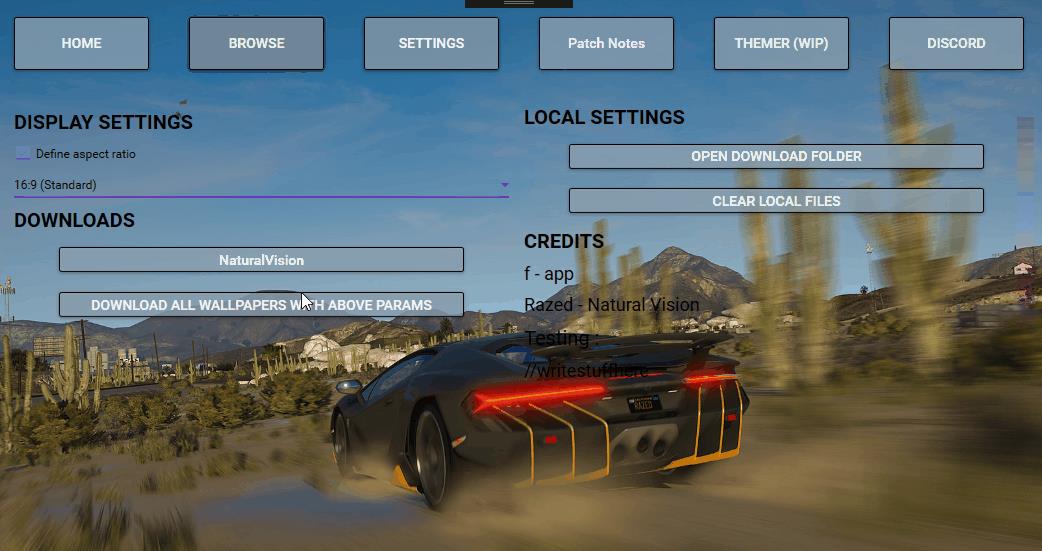 HOME
BROWSE
SETTINGS
Patch Notes
THEMER (WIP)
DISCORD
DISPLAY SETTINGS
Define aspect ratio
16:9 (Standard)
DOWNLOADS
NaturalVision
DOWNLOAD ALL WALLPAPERS WITH ABOVE PARAMS
LOCAL SETTINGS
OPEN DOWNLOAD FOLDER
CLEAR LOCAL FILES
CREDITS
f - app
Razed - Natural Vision
Testing :
//writestuffhere
RAZED